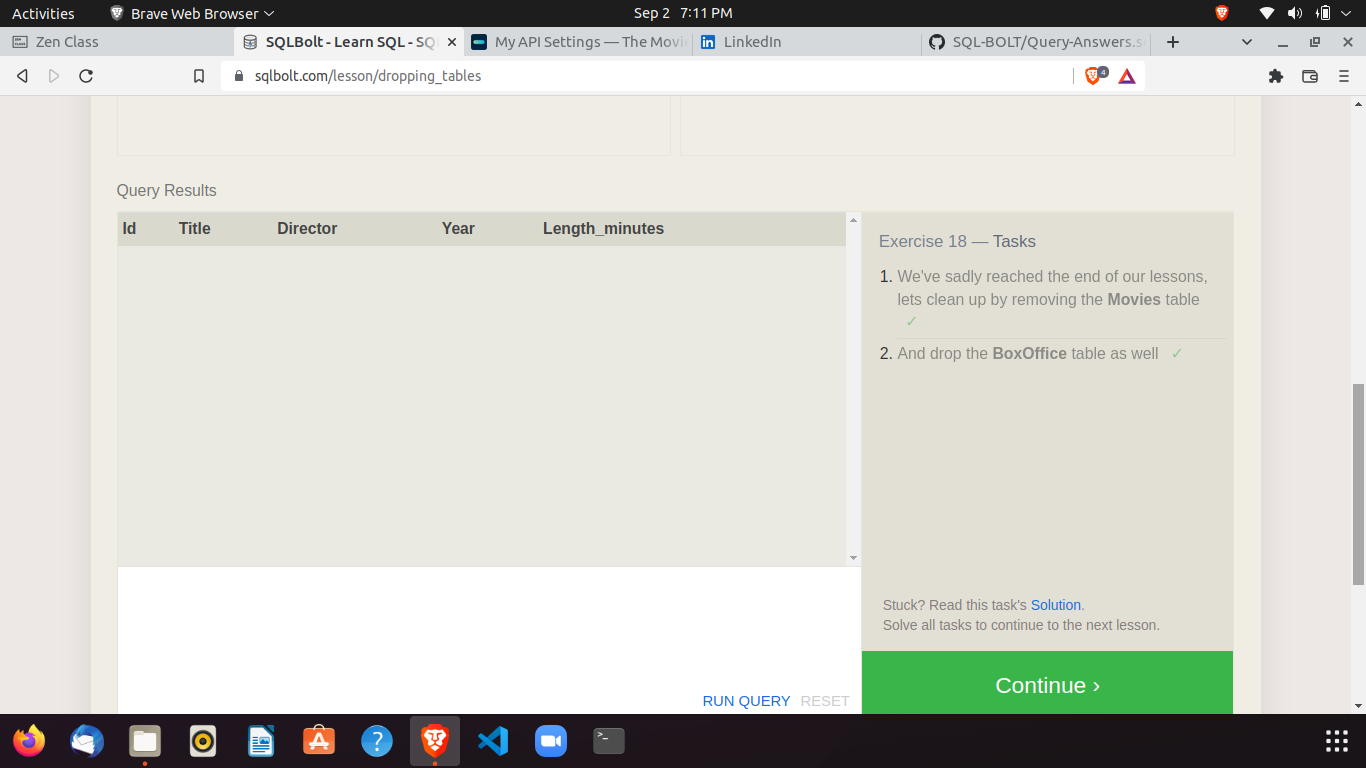 Activities Brave Web Browser Sep 2 7:11 PM
Zen Class SQLBolt - Learn SQL - SQ My API Settings — The Movi LinkedIn SQL-BOLT/Query-Answers.s
sqlbolt.com/lesson/dropping_tables 4
Query Results
Id Title Director Year Length_minutes
Exercise 18 — Tasks
1. We've sadly reached the end of our lessons,
lets clean up by removing the Movies table
✓
2. And drop the BoxOffice table as well ✓
Stuck? Read this task's Solution.
Solve all tasks to continue to the next lesson.
RUN QUERY RESET
Continue ›